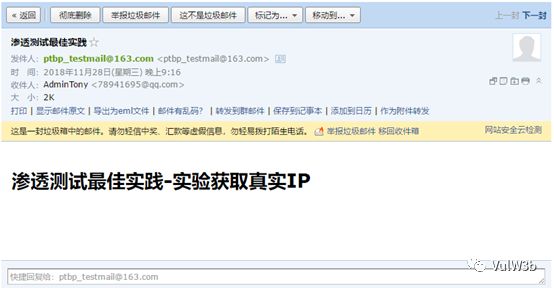 « 返回 彻底删除 举报垃圾邮件 这不是垃圾邮件 标记为... 移动到... 上一封 下一封
渗透测试最佳实践☆
发件人：ptbp_testmail@163.com <ptbp_testmail@163.com>
时 间：2018年11月28日(星期三) 晚上9:16
收件人：AdminTony <78941695@qq.com>
大 小：2K
打印 | 显示邮件原文 | 导出为eml文件 | 邮件有乱码? | 转发到群邮件 | 保存到记事本 | 添加到日历 | 作为附件转发
这是一封垃圾箱中的邮件。请勿轻信中奖、汇款等虚假信息，勿轻易拨打陌生电话。 举报垃圾邮件 移回收件箱 网站安全云检测
渗透测试最佳实践-实验获取真实IP
VulW3b
快捷回复给：ptbp_testmail@163.com